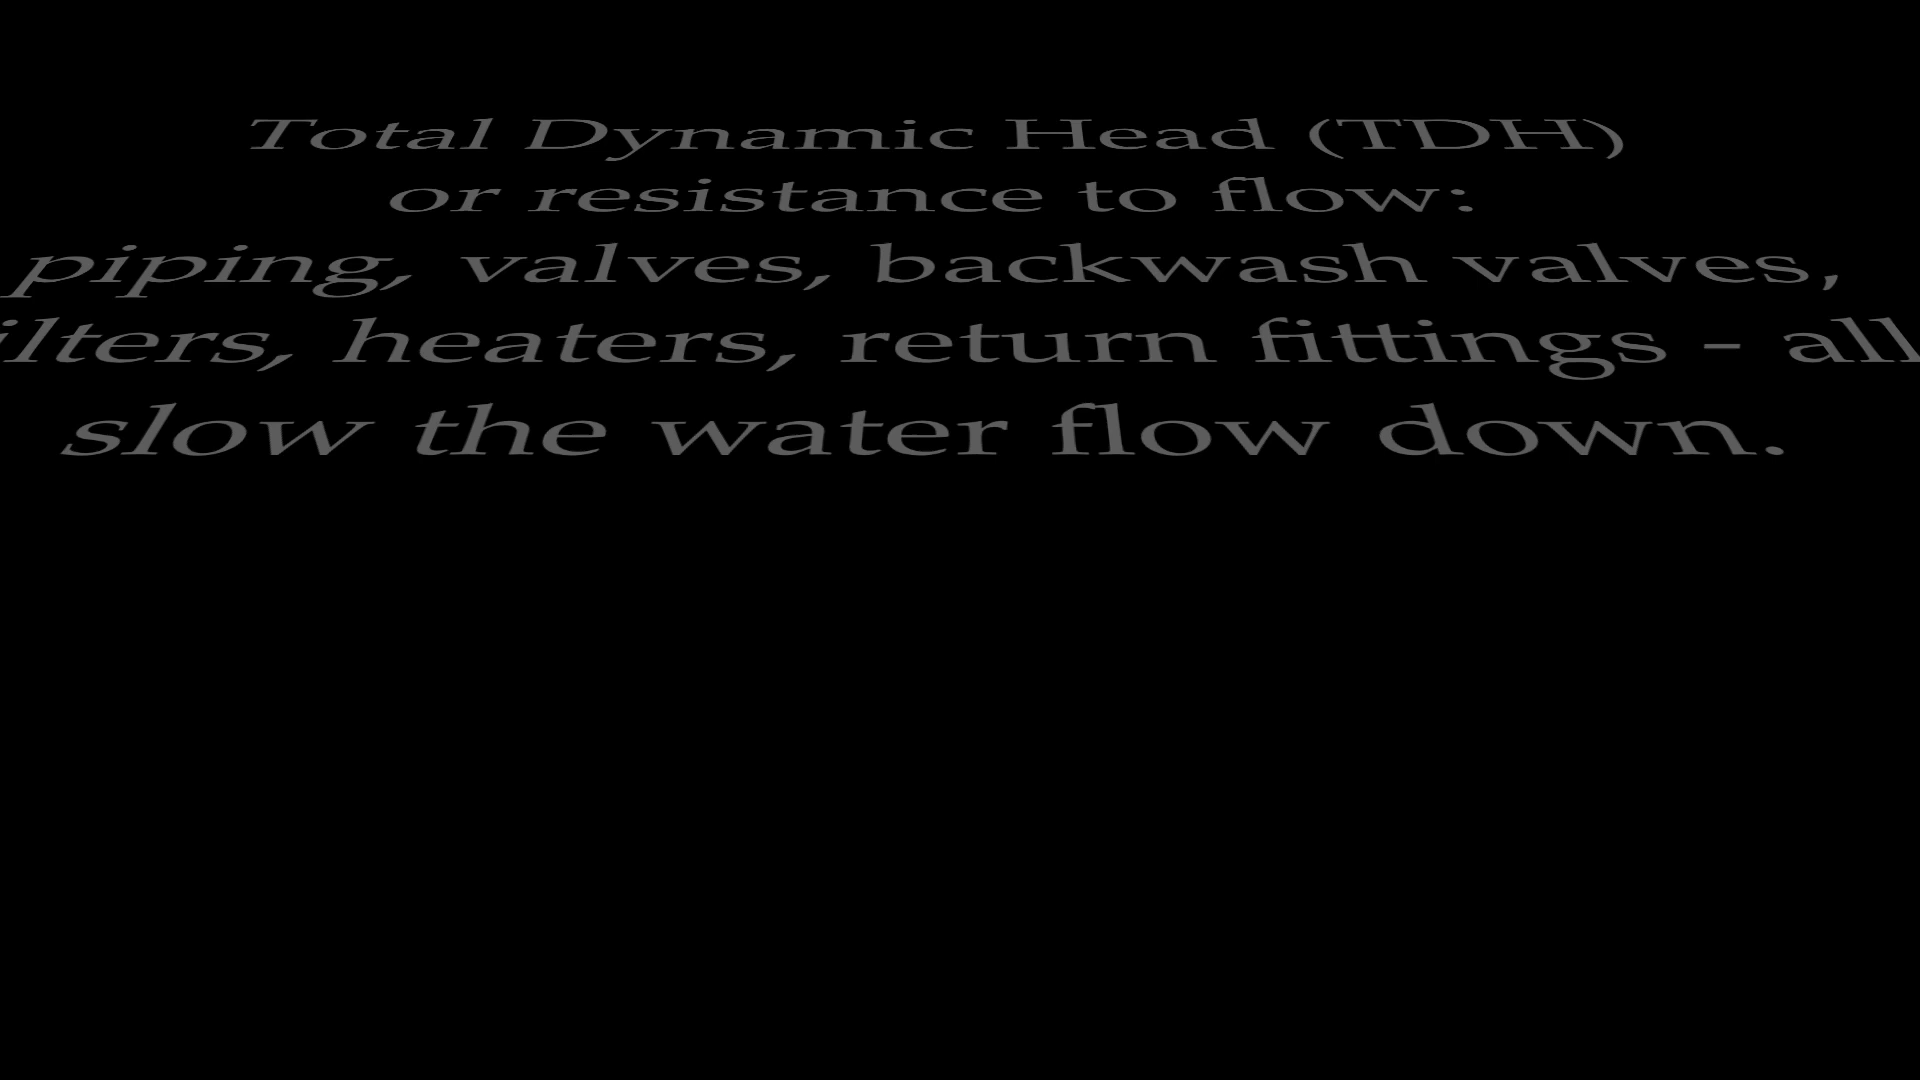 Total Dynamic Head (TDH)
or resistance to flow:
piping, valves, backwash valves,
filters, heaters, return fittings - all
slow the water flow down.